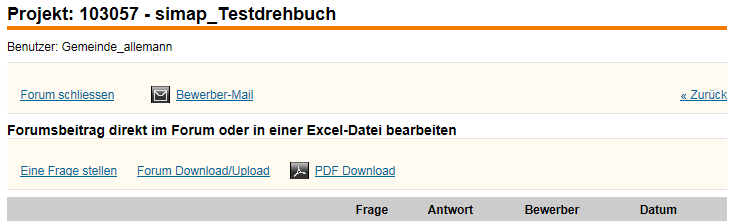 Projekt: 103057 - simap_Testdrehbuch
Benutzer: Gemeinde_allemann
Forum schliessen Bewerber-Mail « Zurück
Forumsbeitrag direkt im Forum oder in einer Excel-Datei bearbeiten
Eine Frage stellen Forum Download/Upload PDF Download
Frage Antwort Bewerber Datum